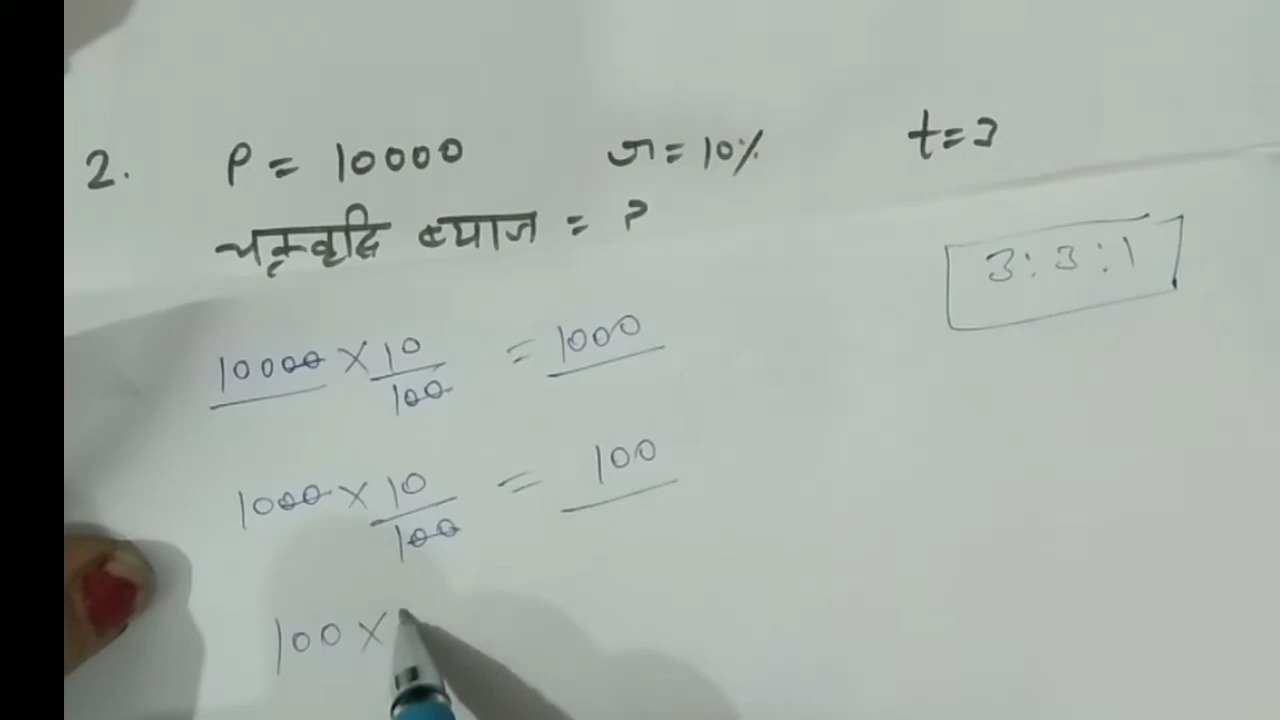 2. P = 10000 r = 10% t = 3
चक्रवृद्धि ब्याज = ?
3 : 3 : 1
10000 × 10/100 = 1000
1000 × 10/100 = 100
100 ×